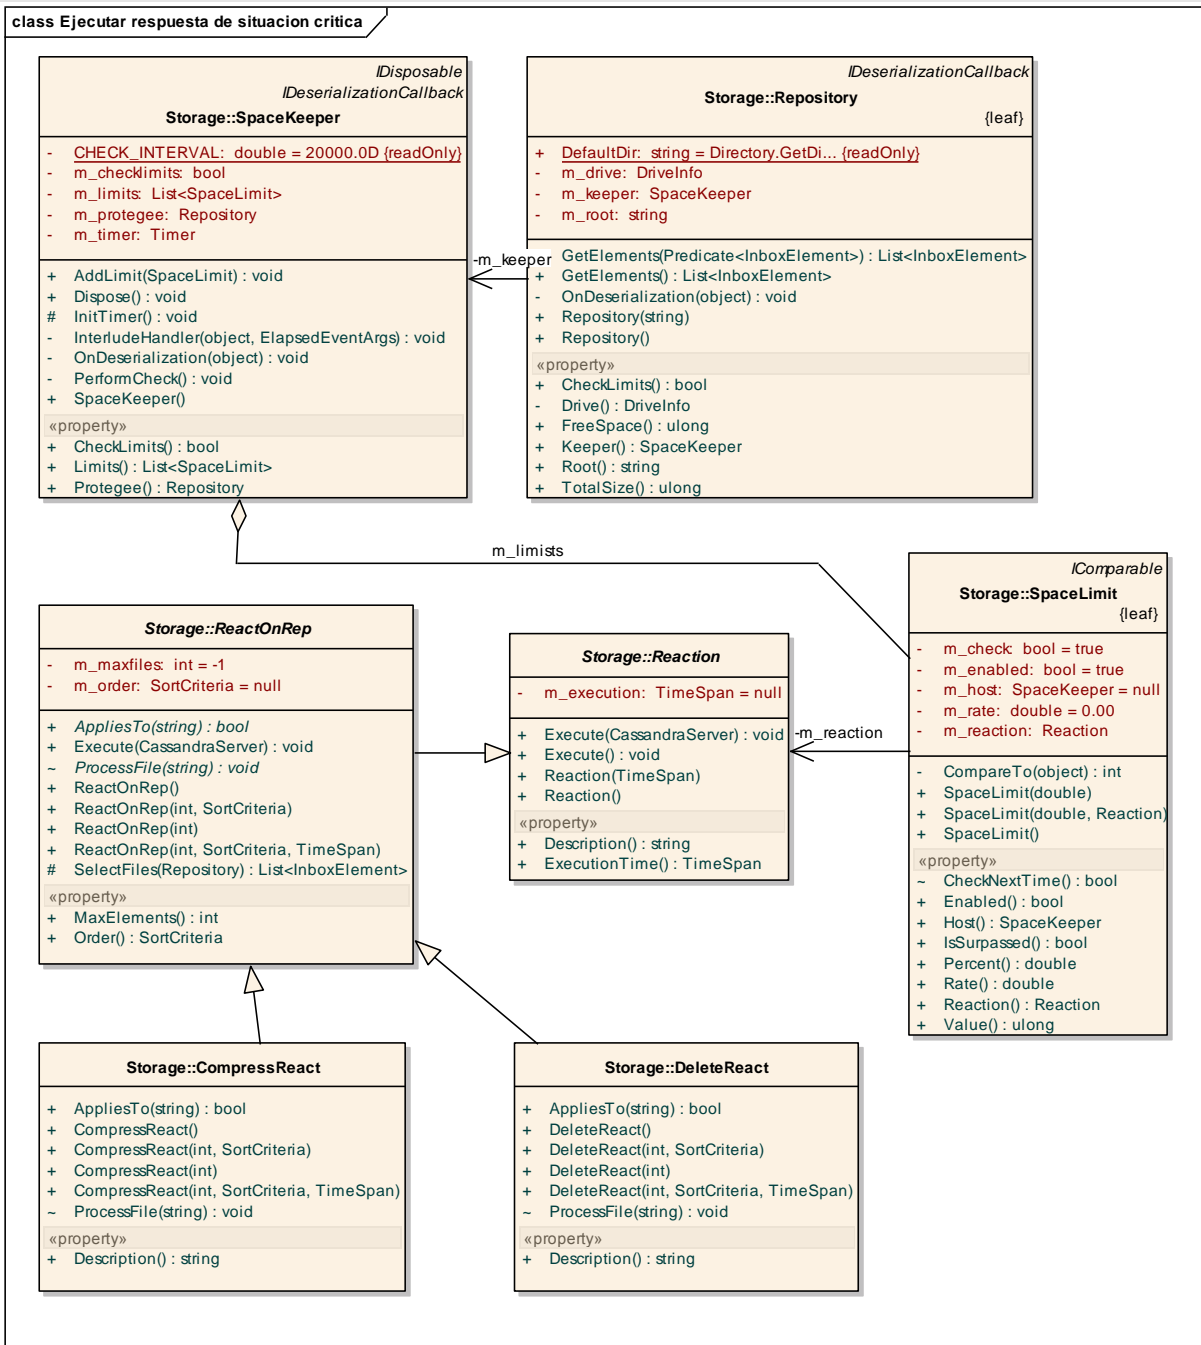 class Ejecutar respuesta de situacion critica
IDisposable
IDeserializationCallback
Storage::SpaceKeeper
- CHECK_INTERVAL: double = 20000.0D {readOnly}
- m_checklimits: bool
- m_limits: List<SpaceLimit>
- m_protegee: Repository
- m_timer: Timer
+ AddLimit(SpaceLimit) : void
+ Dispose() : void
# InitTimer() : void
- InterludeHandler(object, ElapsedEventArgs) : void
- OnDeserialization(object) : void
- PerformCheck() : void
+ SpaceKeeper()
«property»
+ CheckLimits() : bool
+ Limits() : List<SpaceLimit>
+ Protegee() : Repository
IDeserializationCallback
Storage::Repository
{leaf}
+ DefaultDir: string = Directory.GetDi... {readOnly}
- m_drive: DriveInfo
- m_keeper: SpaceKeeper
- m_root: string
GetElements(Predicate<InboxElement>) : List<InboxElement>
+ GetElements() : List<InboxElement>
- OnDeserialization(object) : void
+ Repository(string)
+ Repository()
«property»
+ CheckLimits() : bool
- Drive() : DriveInfo
+ FreeSpace() : ulong
+ Keeper() : SpaceKeeper
+ Root() : string
+ TotalSize() : ulong
-m_keeper
m_limists
IComparable
Storage::SpaceLimit
{leaf}
- m_check: bool = true
- m_enabled: bool = true
- m_host: SpaceKeeper = null
- m_rate: double = 0.00
- m_reaction: Reaction
- CompareTo(object) : int
+ SpaceLimit(double)
+ SpaceLimit(double, Reaction)
+ SpaceLimit()
«property»
~ CheckNextTime() : bool
+ Enabled() : bool
+ Host() : SpaceKeeper
+ IsSurpassed() : bool
+ Percent() : double
+ Rate() : double
+ Reaction() : Reaction
+ Value() : ulong
Storage::ReactOnRep
- m_maxfiles: int = -1
- m_order: SortCriteria = null
+ AppliesTo(string) : bool
+ Execute(CassandraServer) : void
~ ProcessFile(string) : void
+ ReactOnRep()
+ ReactOnRep(int, SortCriteria)
+ ReactOnRep(int)
+ ReactOnRep(int, SortCriteria, TimeSpan)
# SelectFiles(Repository) : List<InboxElement>
«property»
+ MaxElements() : int
+ Order() : SortCriteria
Storage::Reaction
- m_execution: TimeSpan = null
+ Execute(CassandraServer) : void
+ Execute() : void
+ Reaction(TimeSpan)
+ Reaction()
«property»
+ Description() : string
+ ExecutionTime() : TimeSpan
-m_reaction
Storage::CompressReact
+ AppliesTo(string) : bool
+ CompressReact()
+ CompressReact(int, SortCriteria)
+ CompressReact(int)
+ CompressReact(int, SortCriteria, TimeSpan)
~ ProcessFile(string) : void
«property»
+ Description() : string
Storage::DeleteReact
+ AppliesTo(string) : bool
+ DeleteReact()
+ DeleteReact(int, SortCriteria)
+ DeleteReact(int)
+ DeleteReact(int, SortCriteria, TimeSpan)
~ ProcessFile(string) : void
«property»
+ Description() : string